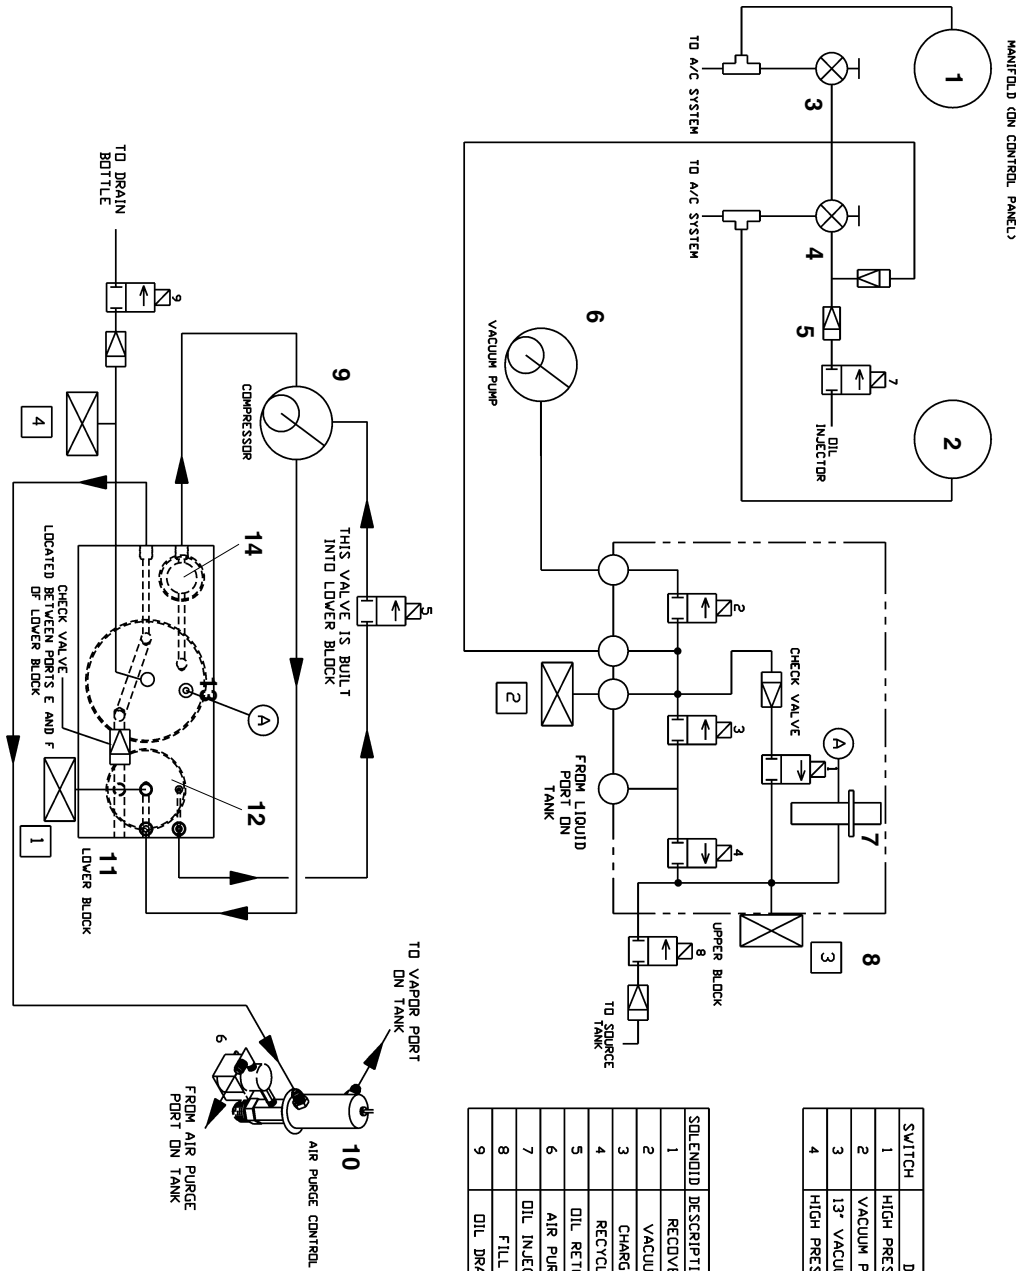 MANIFOLD (ON CONTROL PANEL)
1
2
3
4
5
7
TO A/C SYSTEM
TO A/C SYSTEM
OIL
INJECTOR
6
VACUUM PUMP
2
3
CHECK VALVE
1
A
7
4
2
FROM LIQUID
PORT ON
TANK
8
3
UPPER BLOCK
8
TO SOURCE
TANK
TO DRAIN
BOTTLE
9
4
9
COMPRESSOR
5
THIS VALVE IS BUILT
INTO LOWER BLOCK
14
13
A
12
11
LOWER BLOCK
CHECK VALVE
LOCATED BETWEEN PORTS E AND F
OF LOWER BLOCK
1
TO VAPOR PORT
ON TANK
6
FROM AIR PURGE
PORT ON TANK
10
AIR PURGE CONTROL
SWITCH D
1 HIGH PRES
2 VACUUM P
3 13" VACUU
4 HIGH PRES
SOLENOID DESCRIPTI
1 RECOVE
2 VACUU
3 CHARG
4 RECYCL
5 OIL RET
6 AIR PUR
7 OIL INJEC
8 FILL
9 OIL DRA